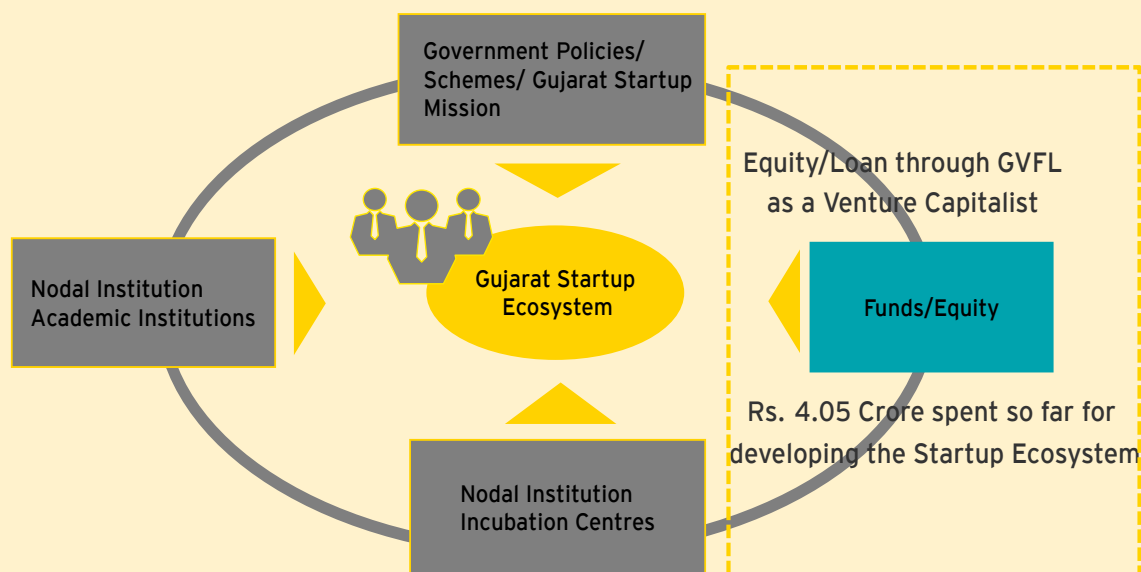 Government Policies/
Schemes/ Gujarat Startup
Mission
Equity/Loan through GVFL
as a Venture Capitalist
Nodal Institution
Academic Institutions
Gujarat Startup
Ecosystem
Funds/Equity
Rs. 4.05 Crore spent so far for
developing the Startup Ecosystem
Nodal Institution
Incubation Centres